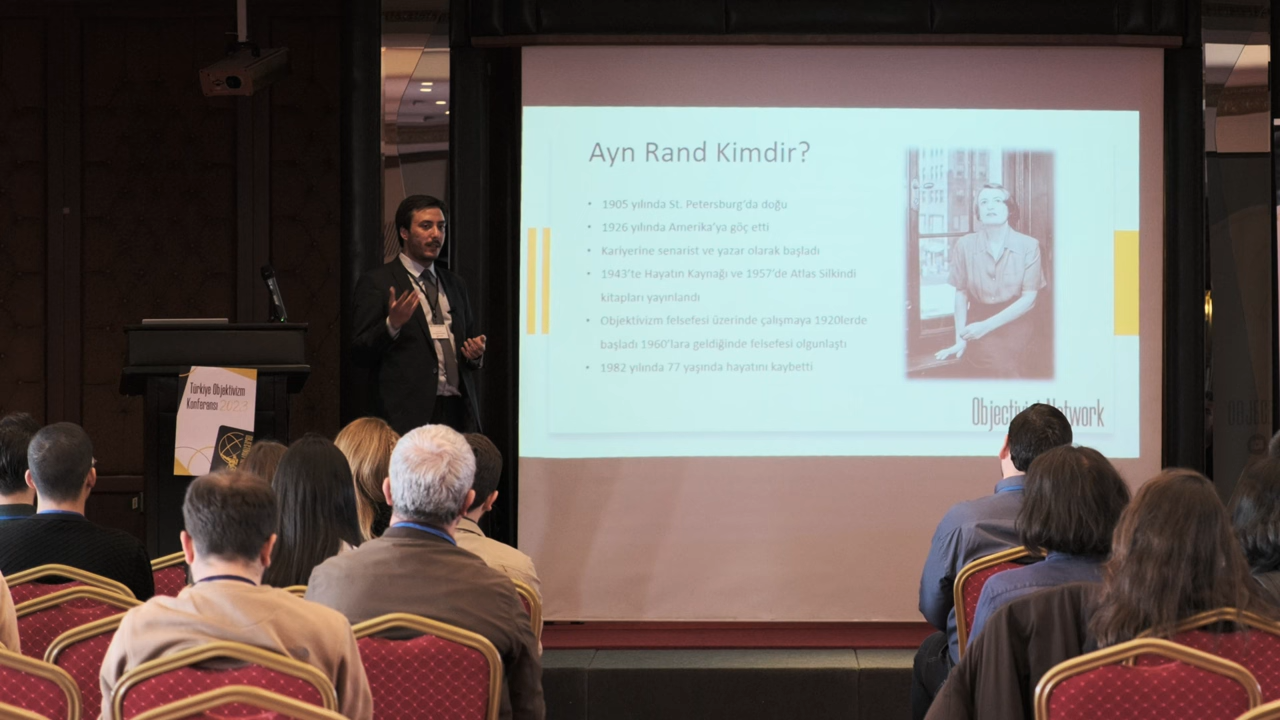 Ayn Rand Kimdir?
• 1905 yılında St. Petersburg'da doğu
• 1926 yılında Amerika'ya göç etti
• Kariyerine senarist ve yazar olarak başladı
• 1943'te Hayatın Kaynağı ve 1957'de Atlas Silkindi
kitapları yayınlandı
• Objektivizm felsefesi üzerinde çalışmaya 1920lerde
başladı 1960'lara geldiğinde felsefesi olgunlaştı
• 1982 yılında 77 yaşında hayatını kaybetti
Network
Türkiye Objektivizm
Konferansı 2023